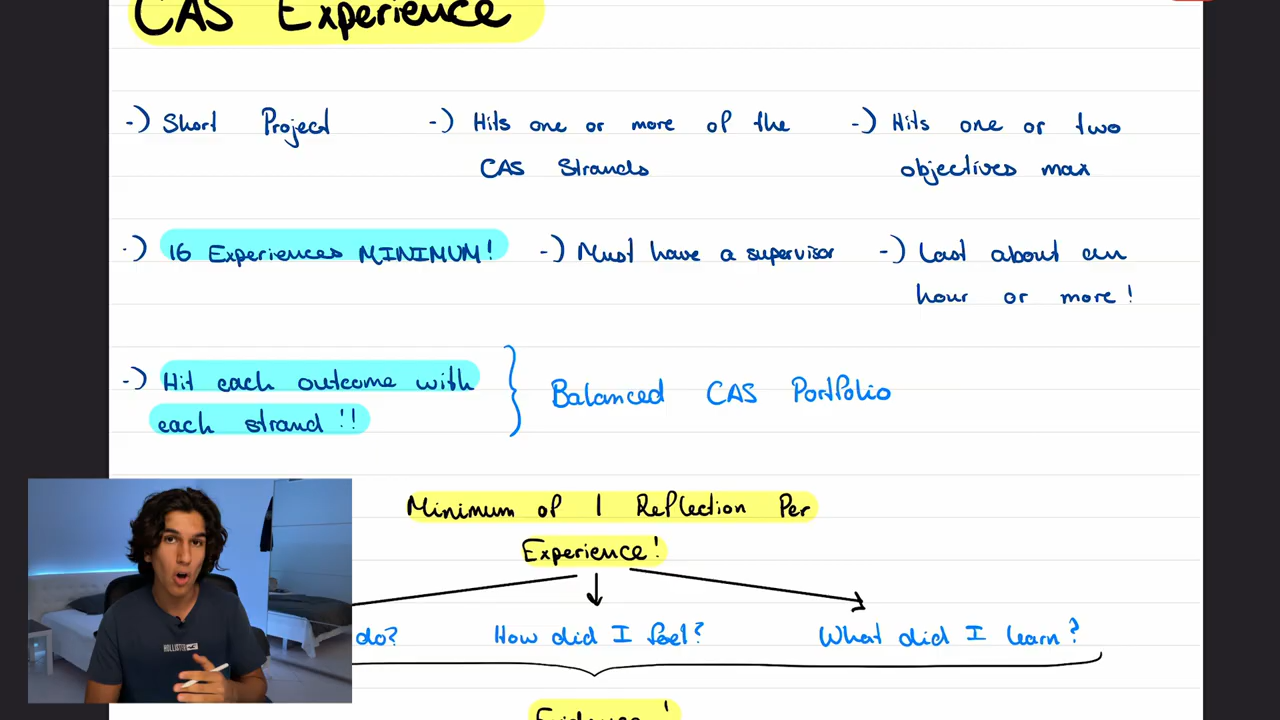 CAS Experience
-) Short Project -) Hits one or more of the -) Hits one or two
CAS Strands objectives max
-) 16 Experiences MINIMUM! -) Must have a supervisor -) Last about an
hour or more!
-) Hit each outcome with
each strand!! } Balanced CAS Portfolio
Minimum of 1 Reflection Per
Experience!
do? How did I feel? What did I learn?
Evidence!
HOLLISTER